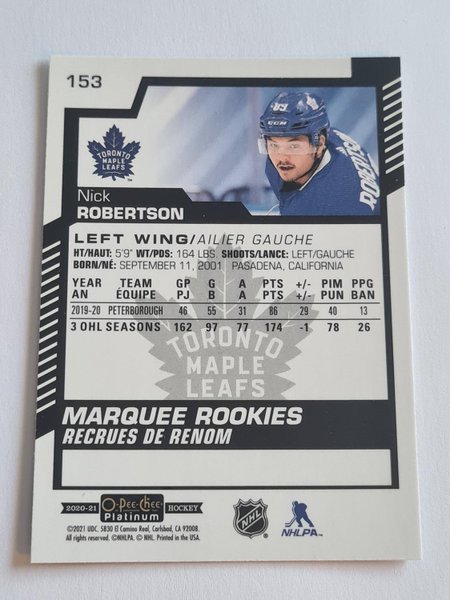 153
89
CCM
RODEDÈSE
TORONTO
MAPLE
LEAFS
Nick
ROBERTSON
LEFT WING/AILIER GAUCHE
HT/HAUT: 5'9" WT/PDS: 164 LBS. SHOOTS/LANCE: LEFT/GAUCHE
BORN/NÉ: SEPTEMBER 11, 2001 PASADENA, CALIFORNIA
YEAR TEAM GP G A PTS +/- PIM PPG
AN ÉQUIPE PJ B A PTS +/- PUN BAN
2019-20 PETERBOROUGH 46 55 31 86 29 40 13
3 OHL SEASONS 162 97 77 174 -1 78 26
TORONTO
MAPLE
LEAFS
MARQUEE ROOKIES
RECRUES DE RENOM
2020-21 O-Pee-Chee HOCKEY
Platinum
©2021 UDC. 5830 El Camino Real, Carlsbad, CA 92008.
All rights reserved. ©NHLPA. © NHL. Printed in the USA.
NHL
NHLPA